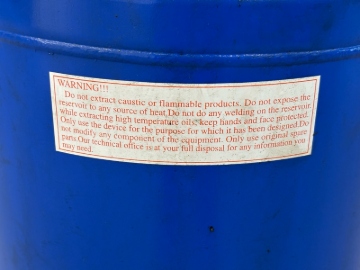 WARNING!!!
Do not extract caustic or flammable products. Do not expose the
reservoir to any source of heat,Do not do any welding on the reservoir
while extracting high temperature oils, keep hands and face protected.
Only use the device for the purpose for which it has been designed.Do
not modify any component of the equipment. Only use original spare
parts.Our technical office is at your full disposal for any information you
may need.